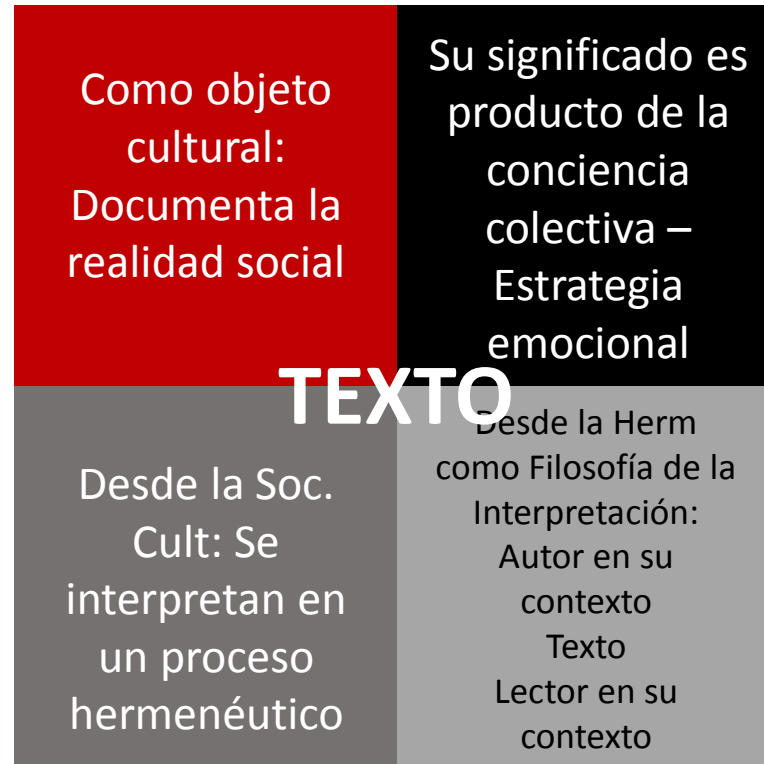 Como objeto
cultural:
Documenta la
realidad social
Su significado es
producto de la
conciencia
colectiva –
Estrategia
emocional
TEXTO
Desde la Soc.
Cult: Se
interpretan en
un proceso
hermenéutico
Desde la Herm
como Filosofía de la
Interpretación:
Autor en su
contexto
Texto
Lector en su
contexto